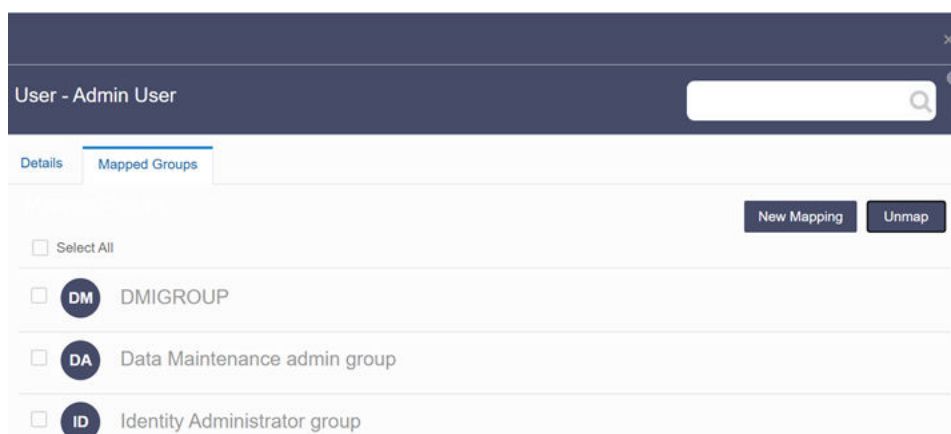 User - Admin User
Details Mapped Groups
New Mapping Unmap
Select All
DM DMIGROUP
DA Data Maintenance admin group
ID Identity Administrator group